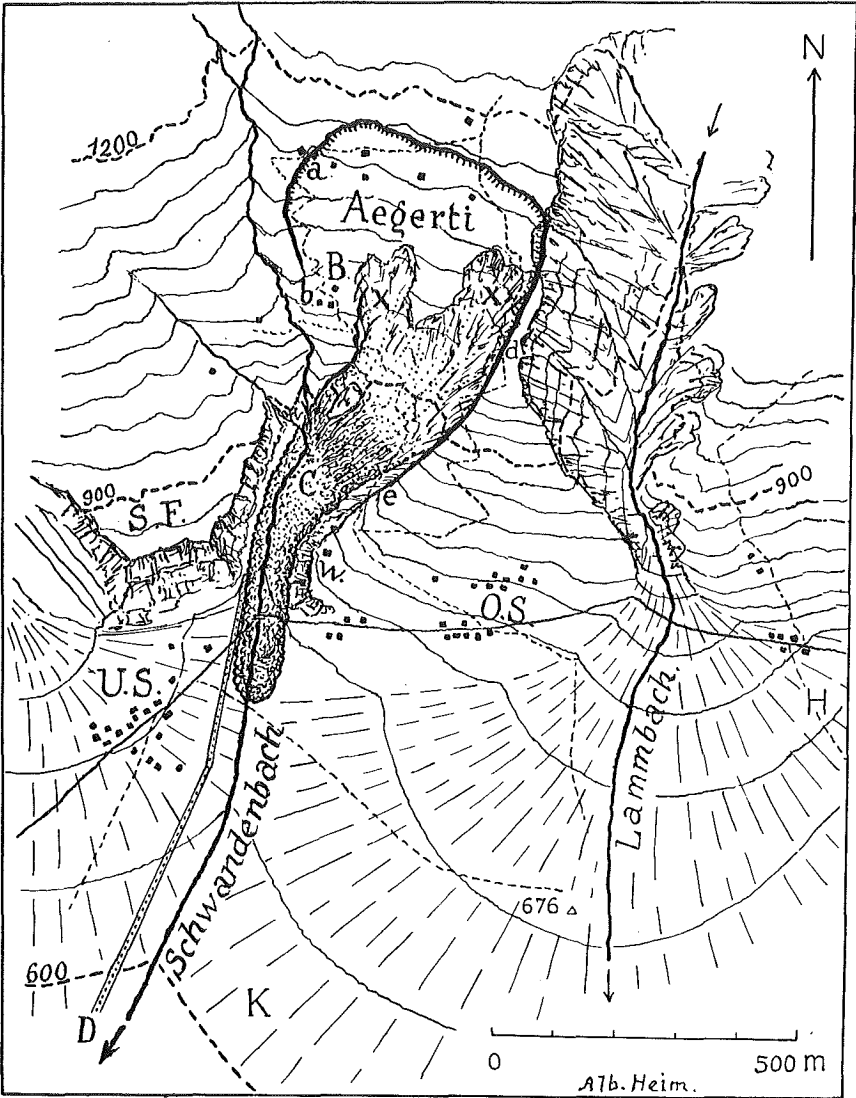 N
1200
a
Aegerti
B.
b.
x
x
d
900
S.F.
C
e
900
W.
O.S.
U.S.
H
Lammbach.
Schwandenbach
676
600
K
D
0
500 m
Alb. Heim.